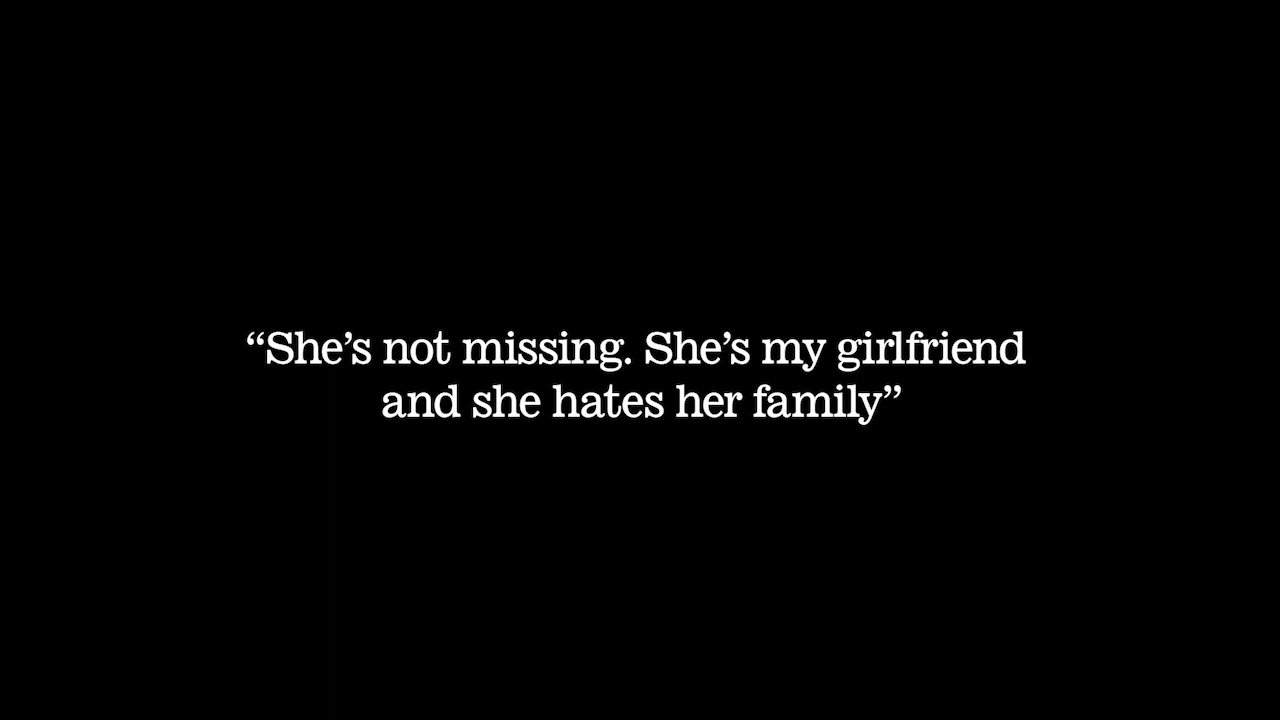 “She’s not missing. She’s my girlfriend
and she hates her family”